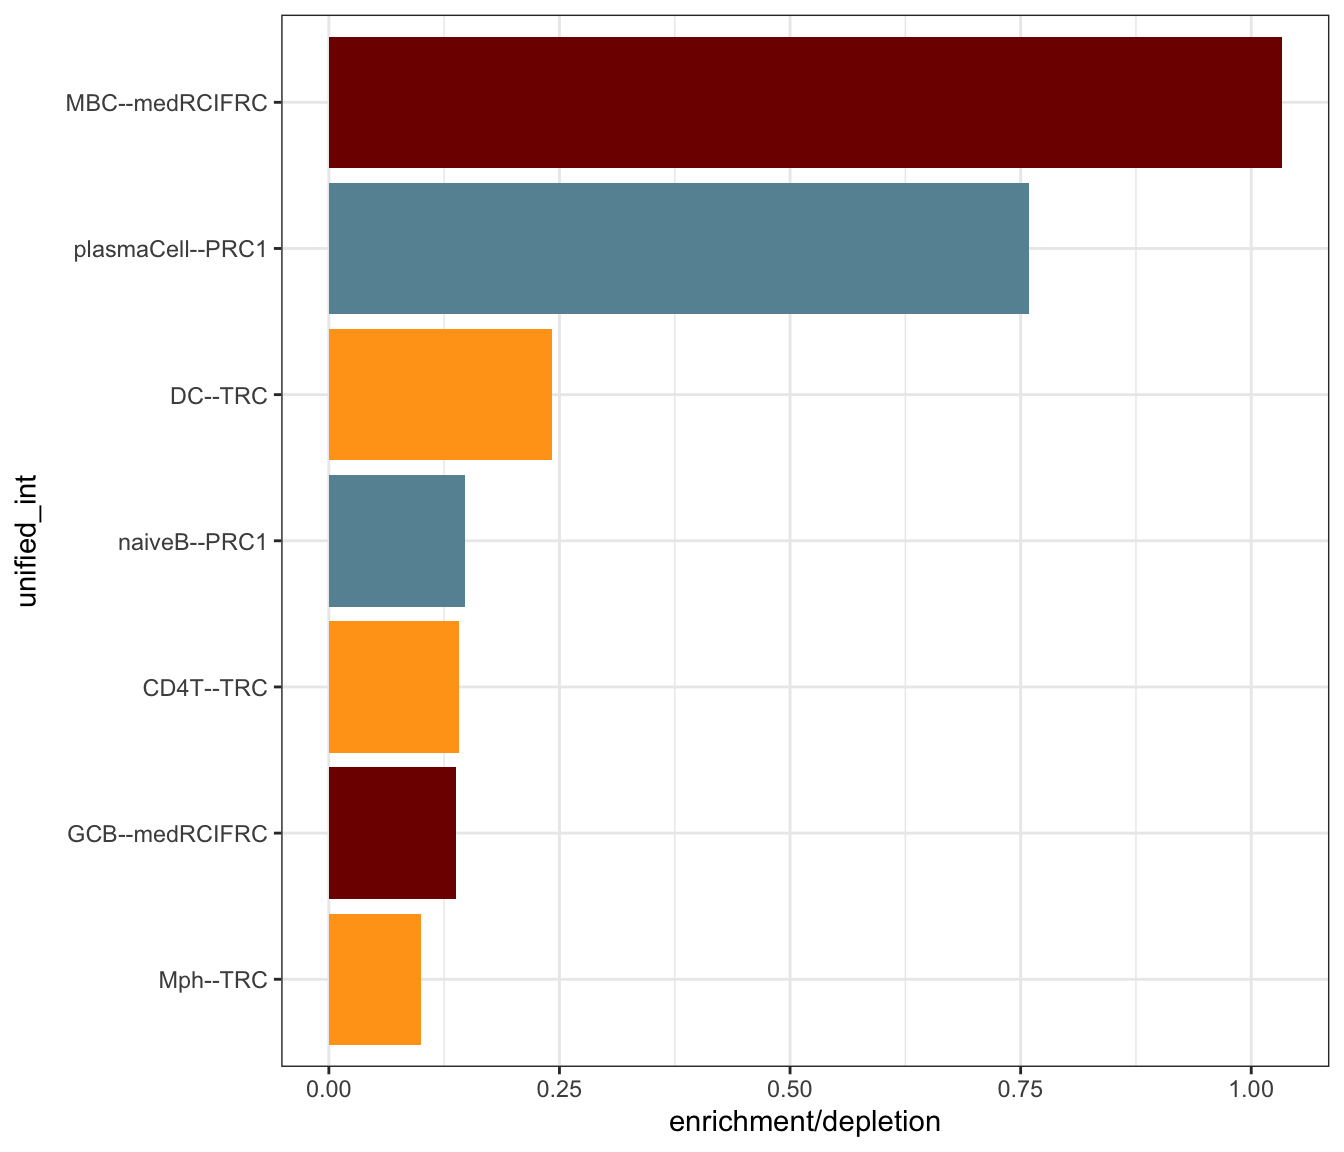 MBC--medRCIFRC
plasmaCell--PRC1
DC--TRC
naiveB--PRC1
CD4T--TRC
GCB--medRCIFRC
Mph--TRC
unified_int
0.00 0.25 0.50 0.75 1.00
enrichment/depletion